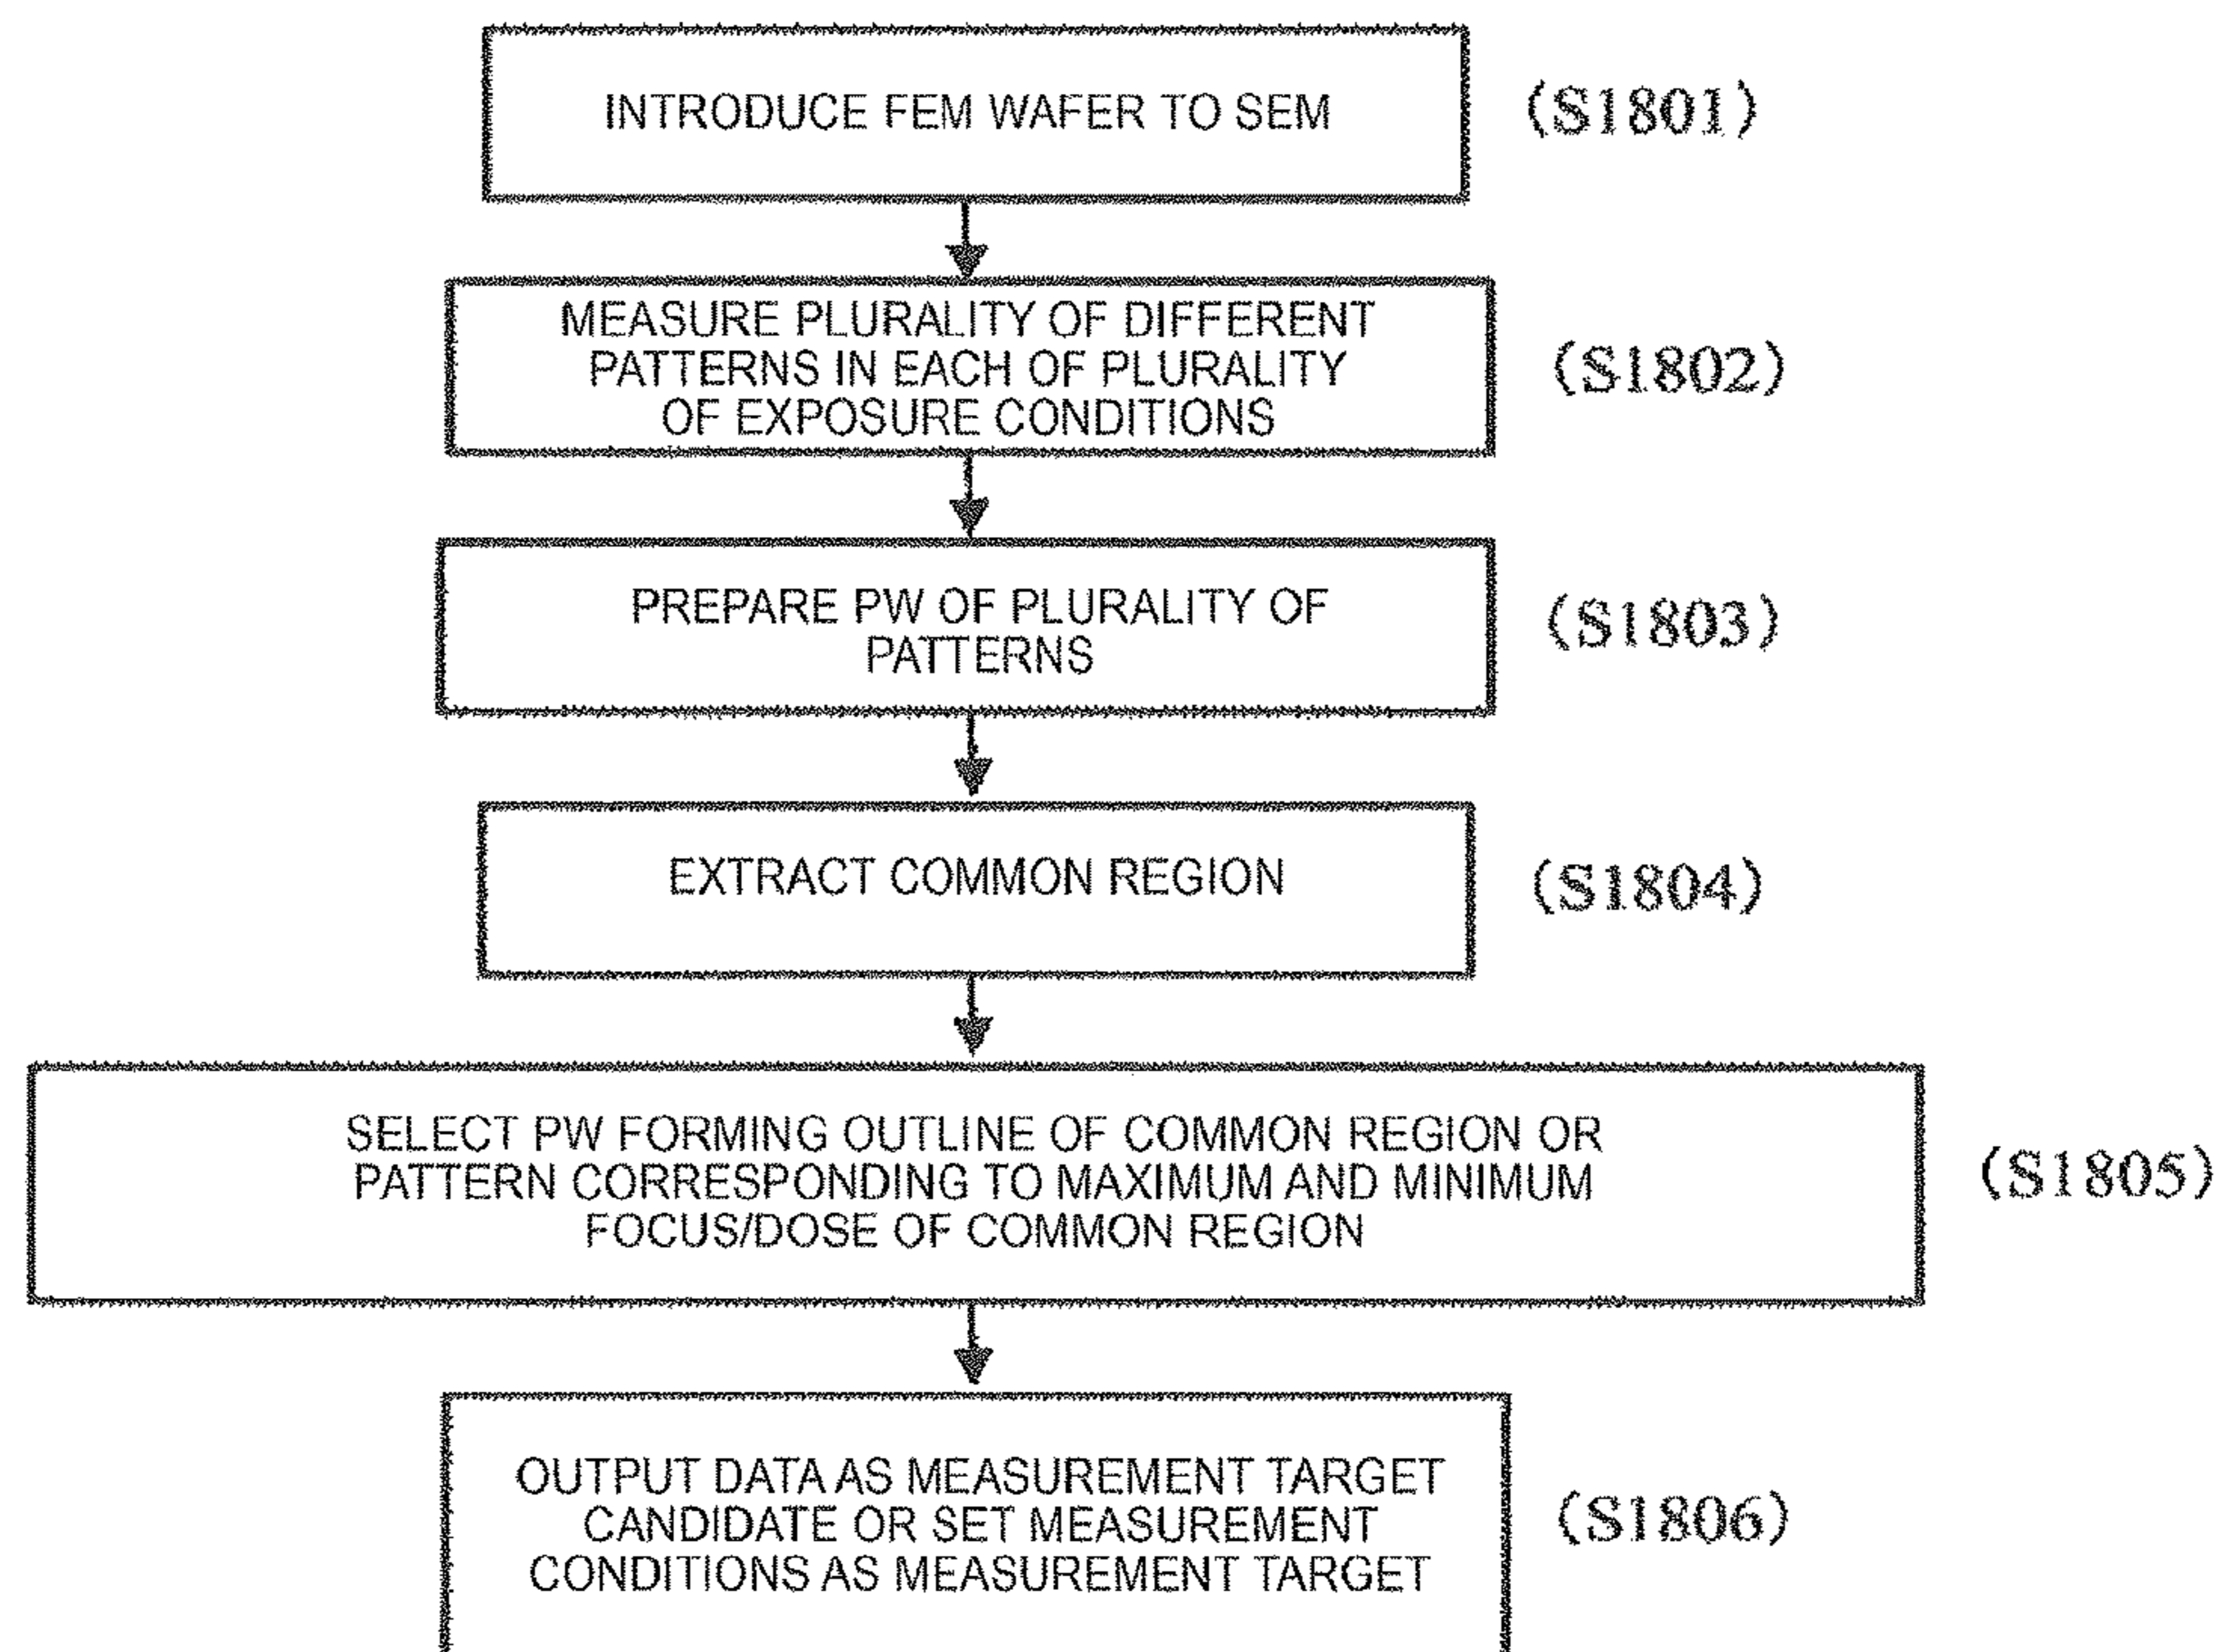 INTRODUCE FEM WAFER TO SEM
(S1801)
MEASURE PLURALITY OF DIFFERENT
PATTERNS IN EACH OF PLURALITY
OF EXPOSURE CONDITIONS
(S1802)
PREPARE PW OF PLURALITY OF
PATTERNS
(S1803)
EXTRACT COMMON REGION
(S1804)
SELECT PW FORMING OUTLINE OF COMMON REGION OR
PATTERN CORRESPONDING TO MAXIMUM AND MINIMUM
FOCUS/DOSE OF COMMON REGION
(S1805)
OUTPUT DATA AS MEASUREMENT TARGET
CANDIDATE OR SET MEASUREMENT
CONDITIONS AS MEASUREMENT TARGET
(S1806)